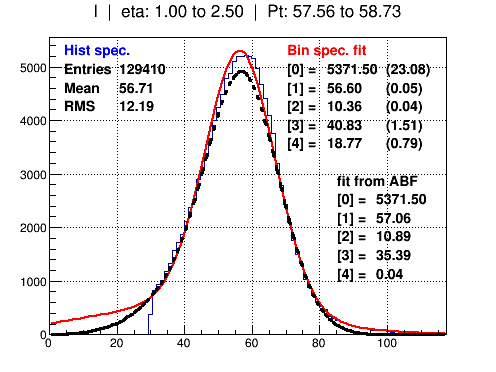 I | eta: 1.00 to 2.50 | Pt: 57.56 to 58.73
Hist spec.
Entries 129410
Mean 56.71
RMS 12.19
Bin spec. fit
[0] = 5371.50 (23.08)
[1] = 56.60 (0.05)
[2] = 10.36 (0.04)
[3] = 40.83 (1.51)
[4] = 18.77 (0.79)
fit from ABF
[0] = 5371.50
[1] = 57.06
[2] = 10.89
[3] = 35.39
[4] = 0.04
5000
4000
3000
2000
1000
0
0 20 40 60 80 100